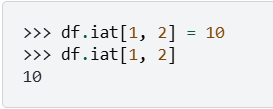 >>> df.iat[1, 2] = 10
>>> df.iat[1, 2]
10